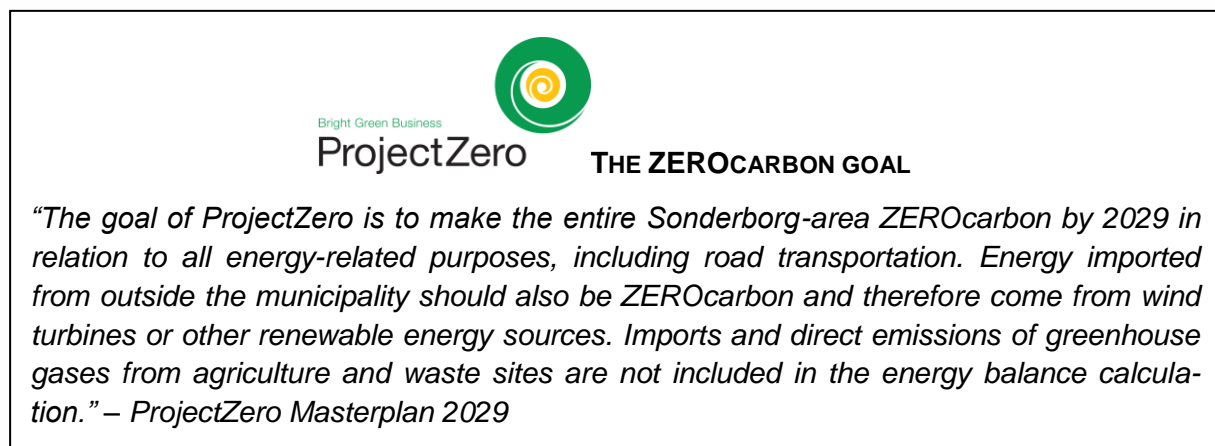 Bright Green Business
ProjectZero THE ZEROCARBON GOAL
“The goal of ProjectZero is to make the entire Sonderborg-area ZEROcarbon by 2029 in
relation to all energy-related purposes, including road transportation. Energy imported
from outside the municipality should also be ZEROcarbon and therefore come from wind
turbines or other renewable energy sources. Imports and direct emissions of greenhouse
gases from agriculture and waste sites are not included in the energy balance calcula-
tion.” – ProjectZero Masterplan 2029